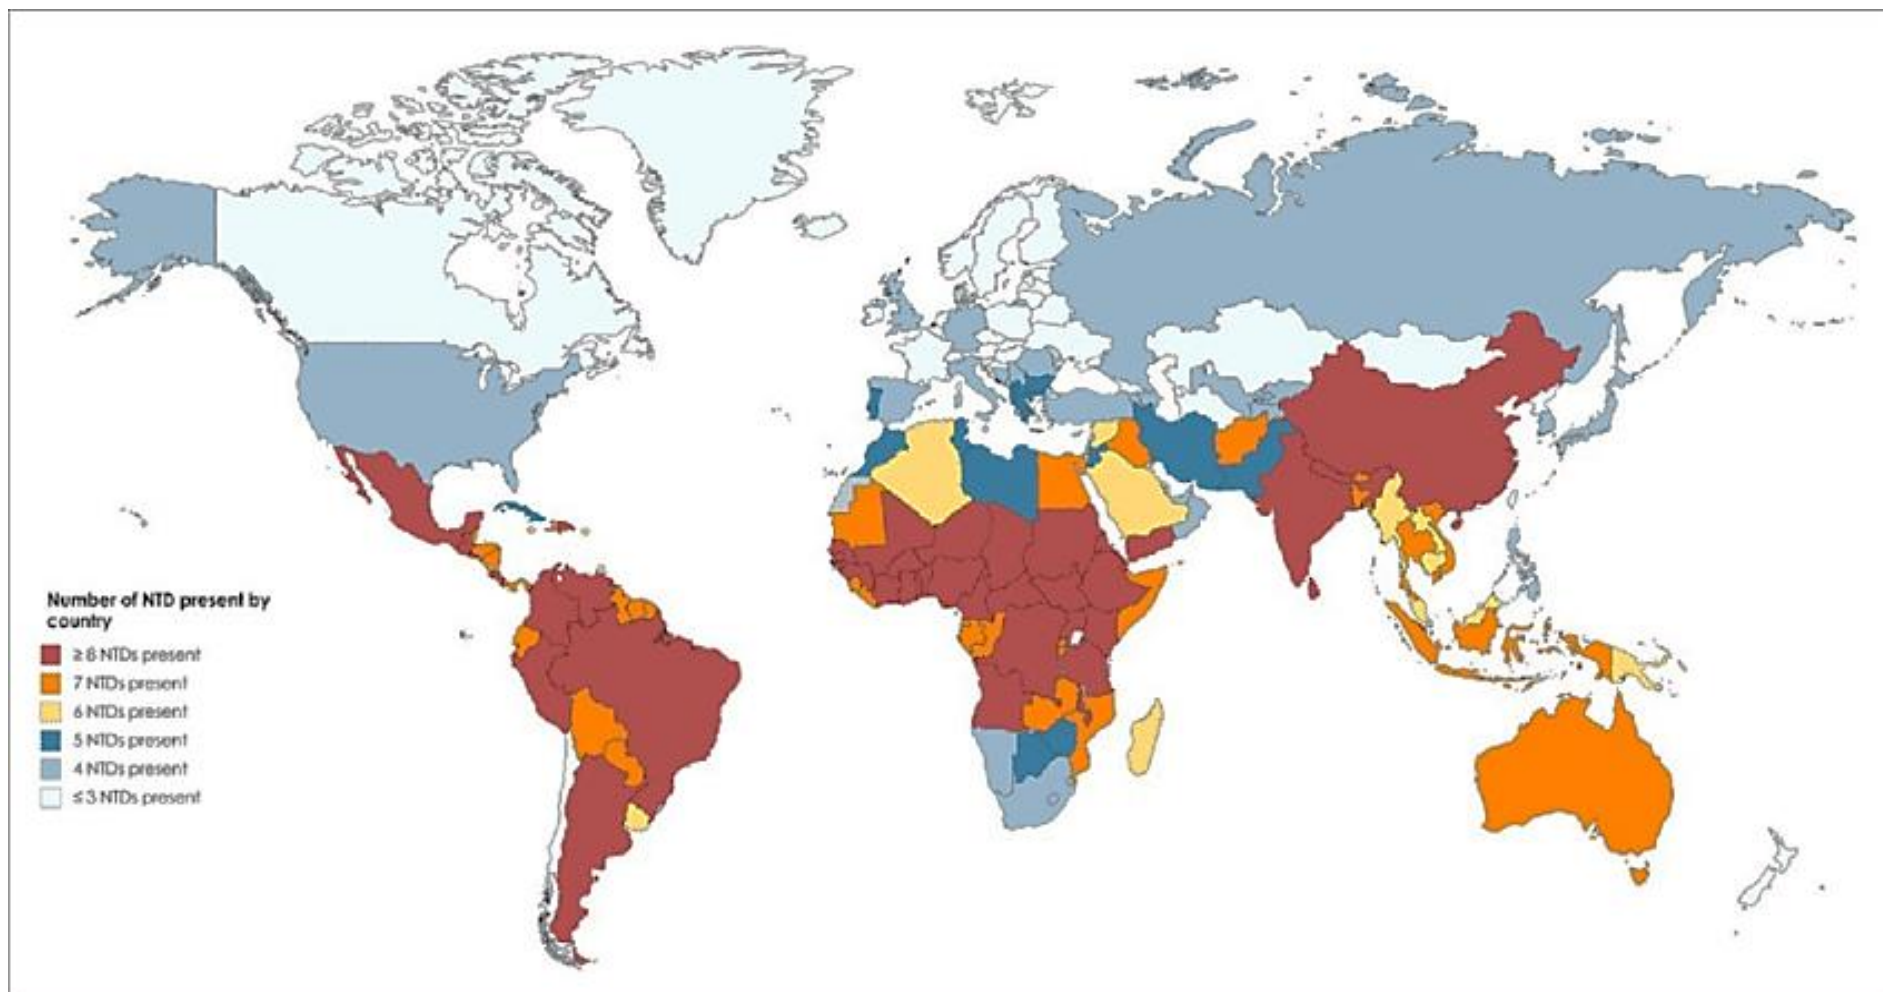 Number of NTD present by
country
≥ 8 NTDs present
7 NTDs present
6 NTDs present
5 NTDs present
4 NTDs present
≤ 3 NTDs present